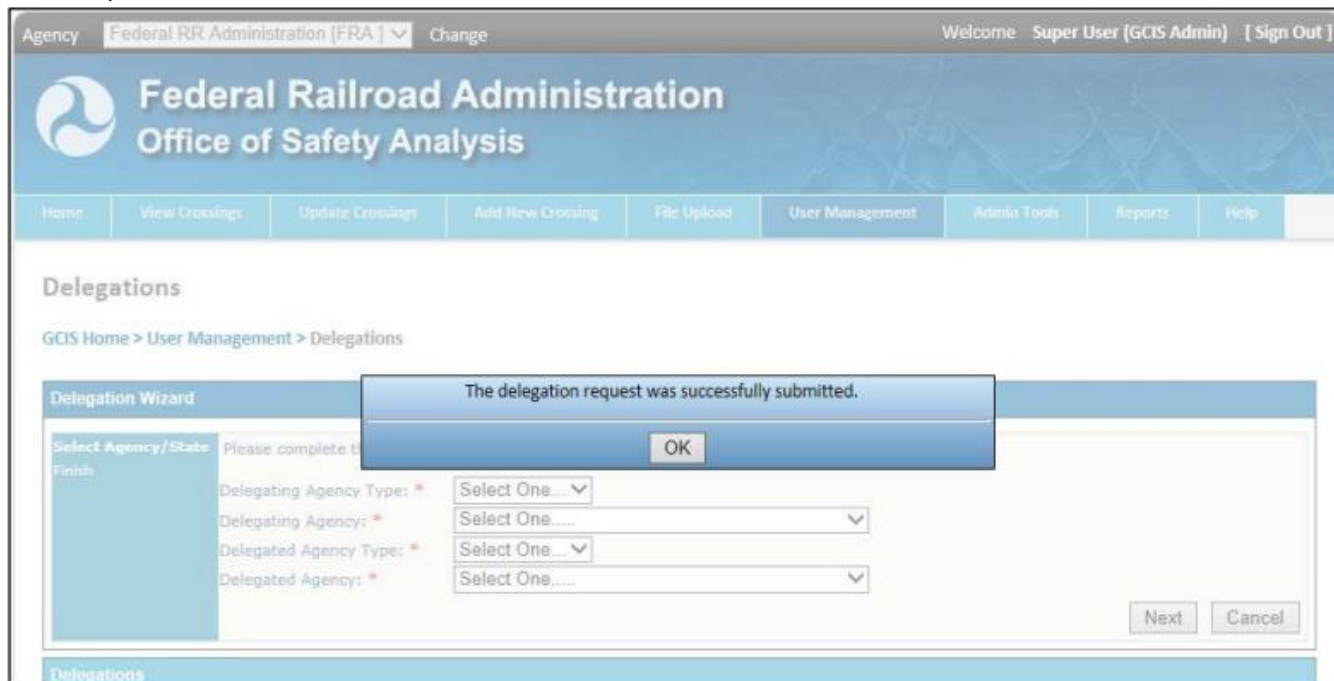 Agency Federal RR Administration [FRA ] Change Welcome Super User (GCIS Admin) [ Sign Out ]
Federal Railroad Administration
Office of Safety Analysis
Home View Crossings Update Crossings Add New Crossing File Upload User Management Admin Tools Reports Help
Delegations
GCIS Home > User Management > Delegations
Delegation Wizard
The delegation request was successfully submitted.
OK
Select Agency/State Please complete
Finish
Delegating Agency Type: * Select One...
Delegating Agency: * Select One.....
Delegated Agency Type: * Select One...
Delegated Agency: * Select One.....
Next Cancel
Delegations